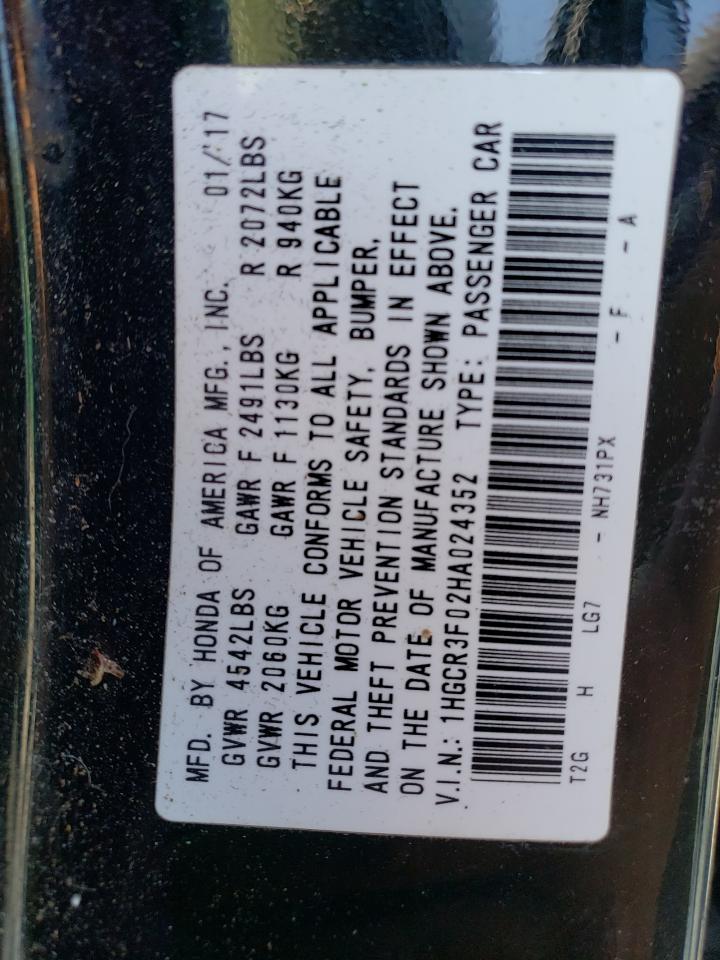 MFD. BY HONDA OF AMERICA MFG., INC. 01/'17
GVWR 4542LBS GAWR F 2491LBS R 2072LBS
GVWR 2060KG GAWR F 1130KG R 940KG
THIS VEHICLE CONFORMS TO ALL APPLICABLE
FEDERAL MOTOR VEHICLE SAFETY, BUMPER,
AND THEFT PREVENTION STANDARDS IN EFFECT
ON THE DATE OF MANUFACTURE SHOWN ABOVE.
V.I.N.: 1HGCR3F02HA024352 TYPE: PASSENGER CAR
T2G H LG7 - NH731PX - F - A